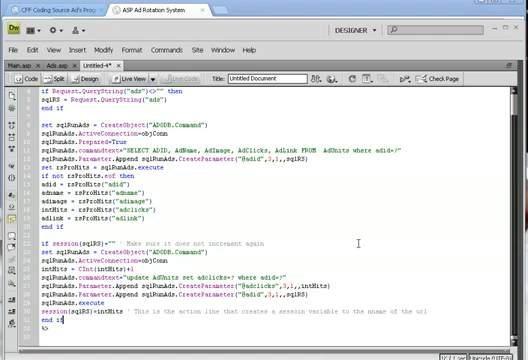 CFF Coding Source Ad's Prog
ASP Ad Rotation System
Dw
DESIGNER
File Edit View Insert Modify Format Commands Site Window Help
Main.asp × Ads.asp × Untitled-4* ×
Code Split Design Live View Live Code Title: Untitled Document Check Page
if Request.QueryString("ads")<>"" then
sqlRS = Request.QueryString("ads")
end if
set sqlRunAds = CreateObject("ADODB.Command")
sqlRunAds.ActiveConnection=objConn
sqlRunAds.Prepared=True
sqlRunAds.commandtext="SELECT ADID, AdName, AdImage, AdClicks, AdLink FROM AdUnits where adid=?"
sqlRunAds.Parameters.Append sqlRunAds.CreateParameter("@adid",3,1,,sqlRS)
set rsProHits = sqlRunAds.execute
if not rsProHits.eof then
adid = rsProHits("adid")
adname = rsProHits("adname")
adimage = rsProHits("adimage")
intHits = rsProHits("adclicks")
adlink = rsProHits("adlink")
end if
if session(sqlRS)="" ' Make sure it does not increment again
set sqlRunAds = CreateObject("ADODB.Command")
sqlRunAds.ActiveConnection=objConn
intHits = CInt(intHits)+1
sqlRunAds.commandtext="update AdUnits set adclicks=? where adid=?"
sqlRunAds.Parameters.Append sqlRunAds.CreateParameter("@adclicks",3,1,,intHits)
sqlRunAds.Parameters.Append sqlRunAds.CreateParameter("@adid",3,1,,sqlRS)
sqlRunAds.execute
session(sqlRS)=intHits ' This is the action line that creates a sessoin variable to the nname of the url
end if
%>